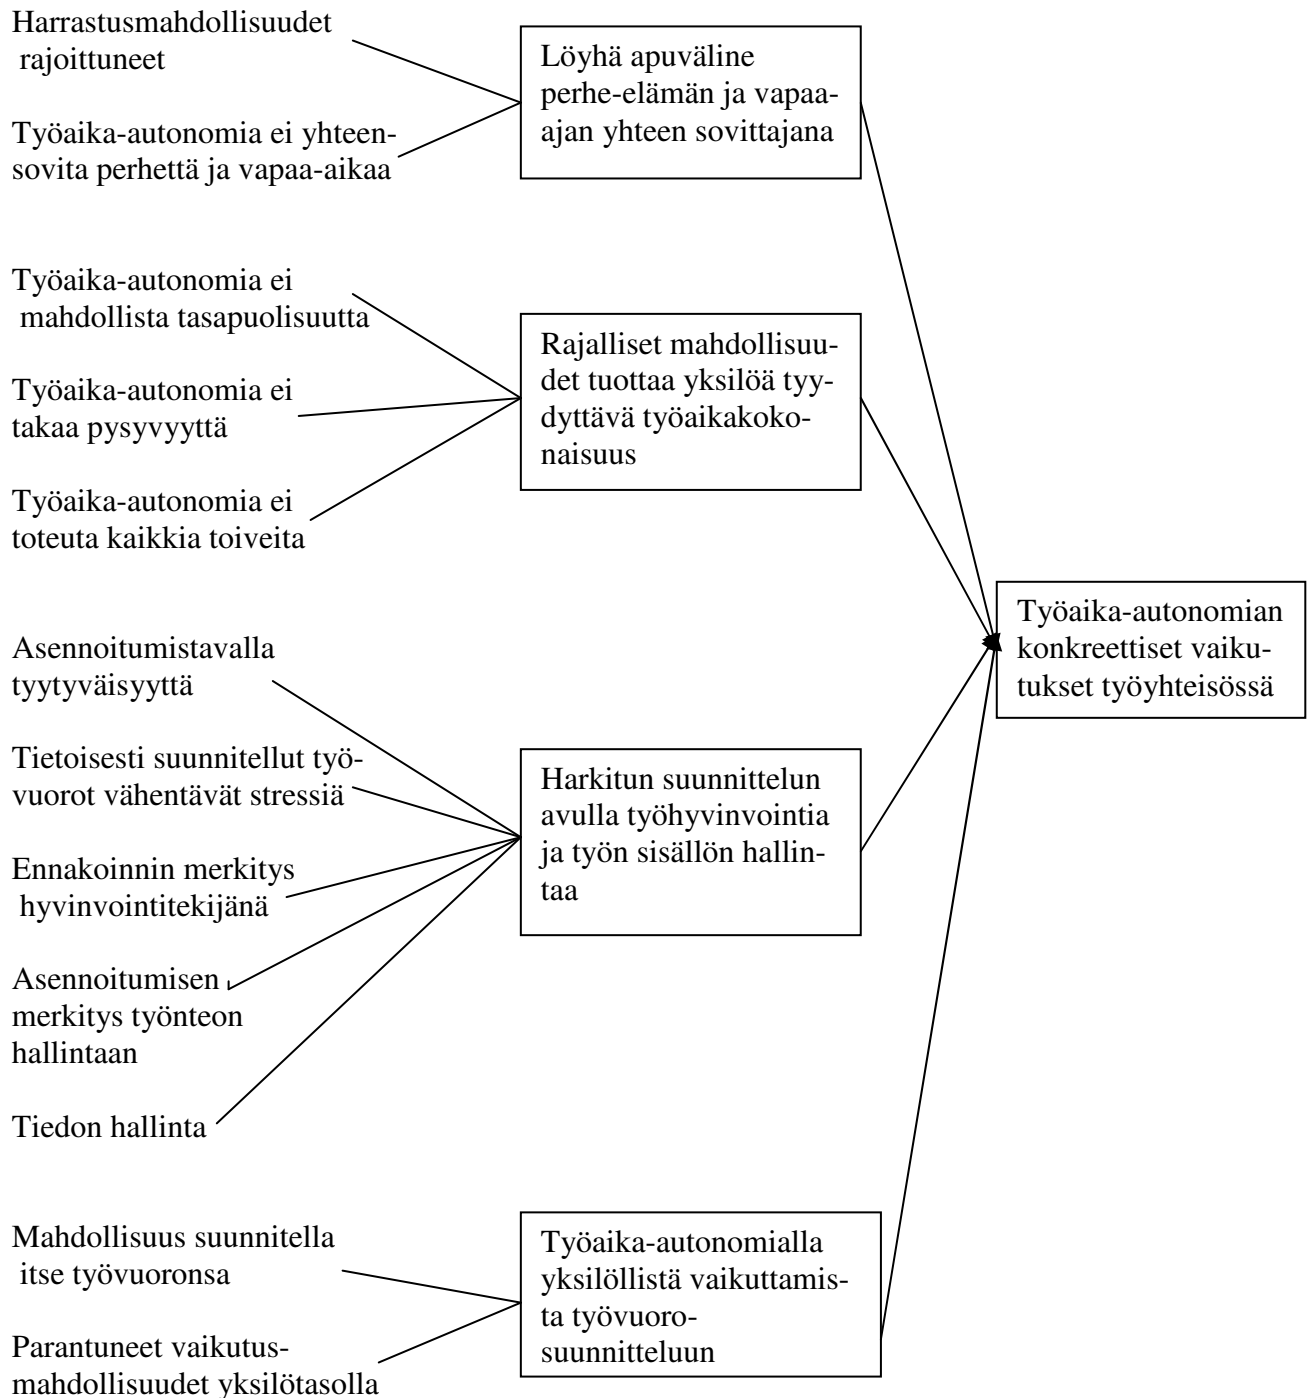 Harrastusmahdollisuudet
rajoittuneet
Työaika-autonomia ei yhteen-
sovita perhettä ja vapaa-aikaa
Löyhä apuväline
perhe-elämän ja vapaa-
ajan yhteen sovittajana
Työaika-autonomia ei
mahdollista tasapuolisuutta
Työaika-autonomia ei
takaa pysyvyyttä
Työaika-autonomia ei
toteuta kaikkia toiveita
Rajalliset mahdollisuu-
det tuottaa yksilöä tyy-
dyttävä työaikakoko-
naisuus
Asennoitumistavalla
tyytyväisyyttä
Tietoisesti suunnitellut työ-
vuorot vähentävät stressiä
Ennakoinnin merkitys
hyvinvointitekijänä
Asennoitumisen
merkitys työnteon
hallintaan
Tiedon hallinta
Harkitun suunnittelun
avulla työhyvinvointia
ja työn sisällön hallin-
taa
Mahdollisuus suunnitella
itse työvuoronsa
Parantuneet vaikutus-
mahdollisuudet yksilötasolla
Työaika-autonomialla
yksilöllistä vaikuttamis-
ta työvuoro-
suunnitteluun
Työaika-autonomian
konkreettiset vaiku-
tukset työyhteisössä